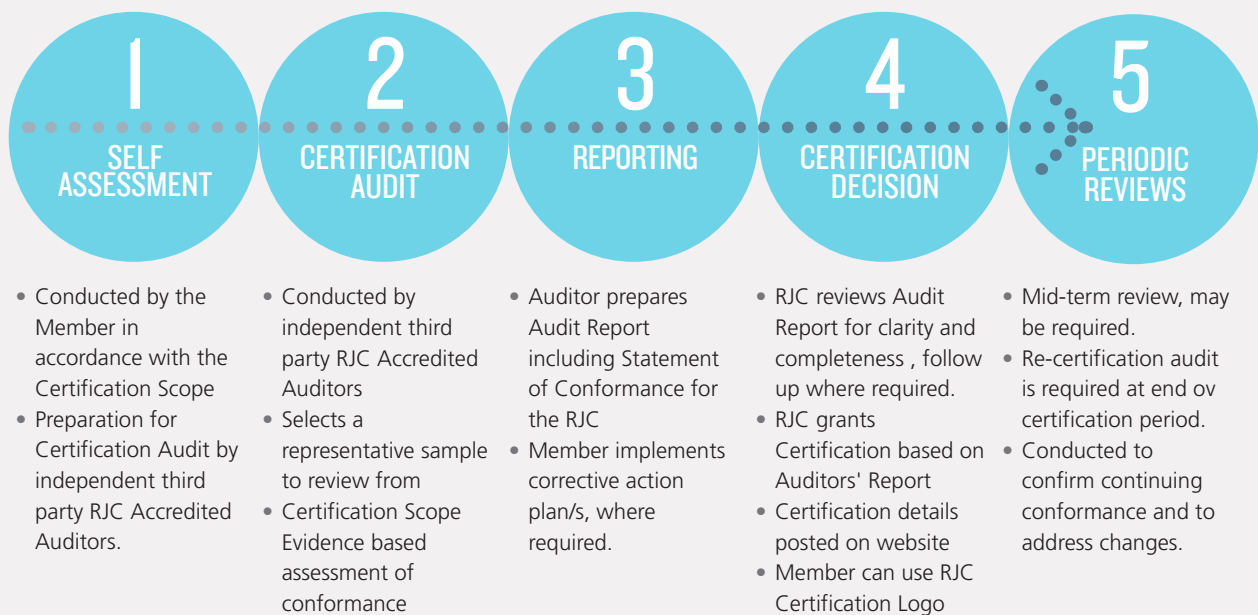 1
SELF
ASSESSMENT
• Conducted by the
Member in
accordance with the
Certification Scope
• Preparation for
Certification Audit by
independent third
party RJC Accredited
Auditors.
2
CERTIFICATION
AUDIT
• Conducted by
independent third
party RJC Accredited
Auditors
• Selects a
representative sample
to review from
• Certification Scope
Evidence based
assessment of
conformance
3
REPORTING
• Auditor prepares
Audit Report
including Statement
of Conformance for
the RJC
• Member implements
corrective action
plan/s, where
required.
4
CERTIFICATION
DECISION
• RJC reviews Audit
Report for clarity and
completeness , follow
up where required.
• RJC grants
Certification based on
Auditors' Report
• Certification details
posted on website
• Member can use RJC
Certification Logo
5
PERIODIC
REVIEWS
• Mid-term review, may
be required.
• Re-certification audit
is required at end ov
certification period.
• Conducted to
confirm continuing
conformance and to
address changes.